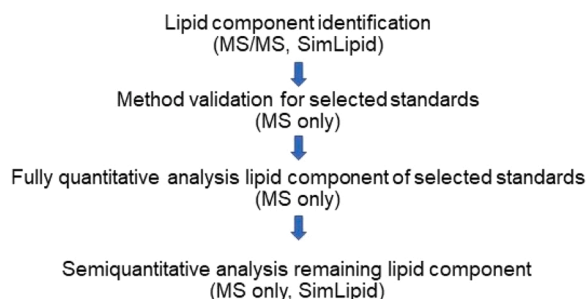 Lipid component identification
(MS/MS, SimLipid)
Method validation for selected standards
(MS only)
Fully quantitative analysis lipid component of selected standards
(MS only)
Semiquantitative analysis remaining lipid component
(MS only, SimLipid)